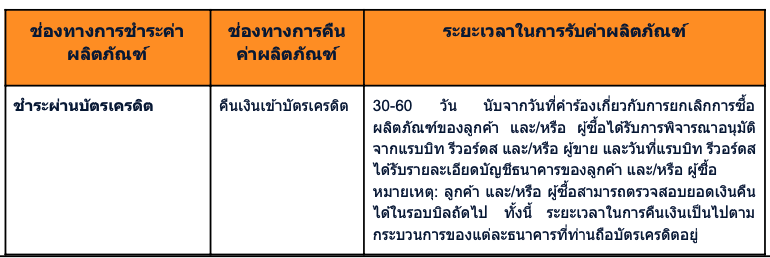 ช่องทางการชำระค่า
ผลิตภัณฑ์
ช่องทางการคืน
ค่าผลิตภัณฑ์
ระยะเวลาในการรับค่าผลิตภัณฑ์
ชำระผ่านบัตรเครดิต
คืนเงินเข้าบัตรเครดิต
30-60 วัน นับจากวันที่คำร้องเกี่ยวกับการยกเลิกการซื้อ
ผลิตภัณฑ์ของลูกค้า และ/หรือ ผู้ซื้อได้รับการพิจารณาอนุมัติ
จากแรบบิท รีวอร์ดส และ/หรือ ผู้ขาย และวันที่แรบบิท รีวอร์ดส
ได้รับรายละเอียดบัญชีธนาคารของลูกค้า และ/หรือ ผู้ซื้อ
หมายเหตุ: ลูกค้า และ/หรือ ผู้ซื้อสามารถตรวจสอบยอดเงินคืน
ได้ในรอบบิลถัดไป ทั้งนี้ ระยะเวลาในการคืนเงินเป็นไปตาม
กระบวนการของแต่ละธนาคารที่ท่านถือบัตรเครดิตอยู่